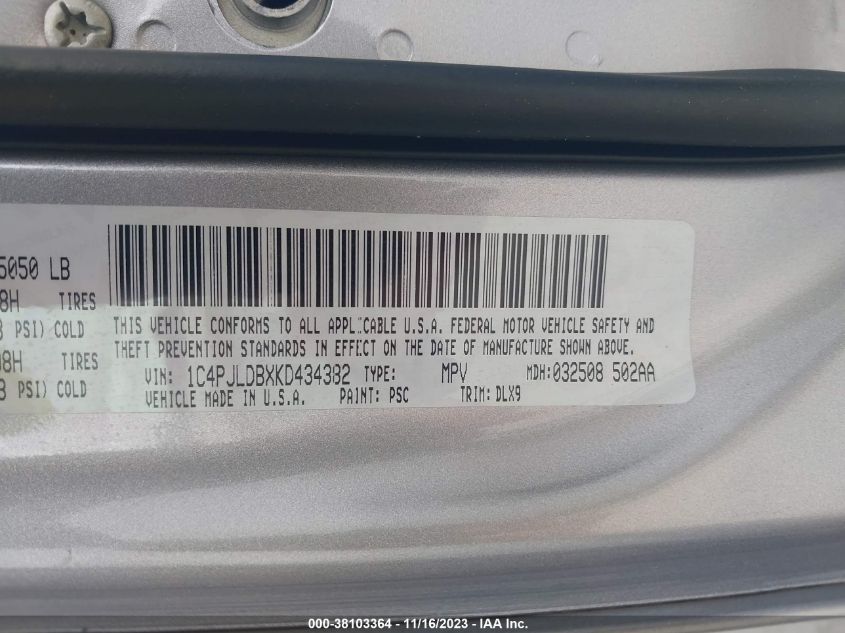 5050 LB
8H TIRES
PSI) COLD
THIS VEHICLE CONFORMS TO ALL APPLICABLE U.S.A. FEDERAL MOTOR VEHICLE SAFETY AND
THEFT PREVENTION STANDARDS IN EFFECT ON THE DATE OF MANUFACTURE SHOWN ABOVE.
8H TIRES
PSI) COLD
VIN: 1C4PJLDBXKD434382 TYPE: MPV MDH:032508 502AA
VEHICLE MADE IN U.S.A. PAINT: PSC TRIM: DLX9
000-38103364 - 11/16/2023 - IAA Inc.